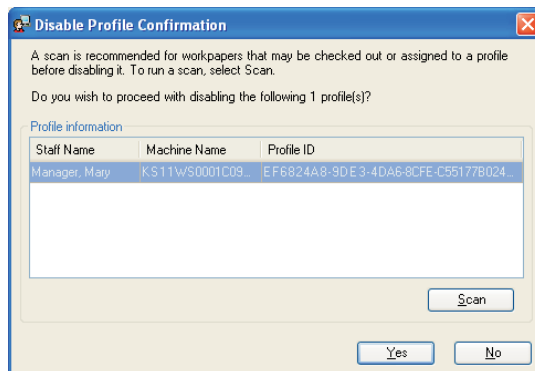 Disable Profile Confirmation
A scan is recommended for workpapers that may be checked out or assigned to a profile
before disabling it. To run a scan, select Scan.
Do you wish to proceed with disabling the following 1 profile(s)?
Profile information
Staff Name Machine Name Profile ID
Manager, Mary KS11WS0001C09... EF6824A8-9DE3-4DA6-8CFE-C55177B024...
Scan
Yes No